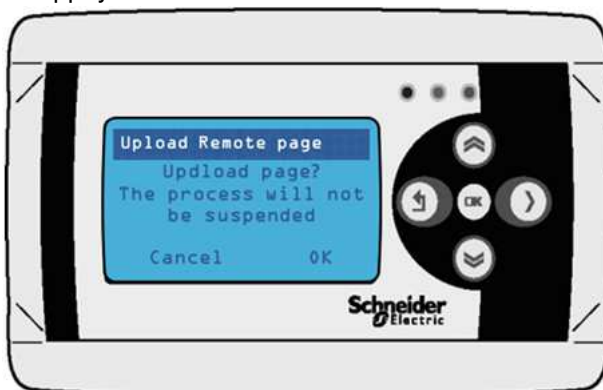 Upload Remote page
Updload page?
The process will not
be suspended
Cancel OK
OK
Schneider
Electric